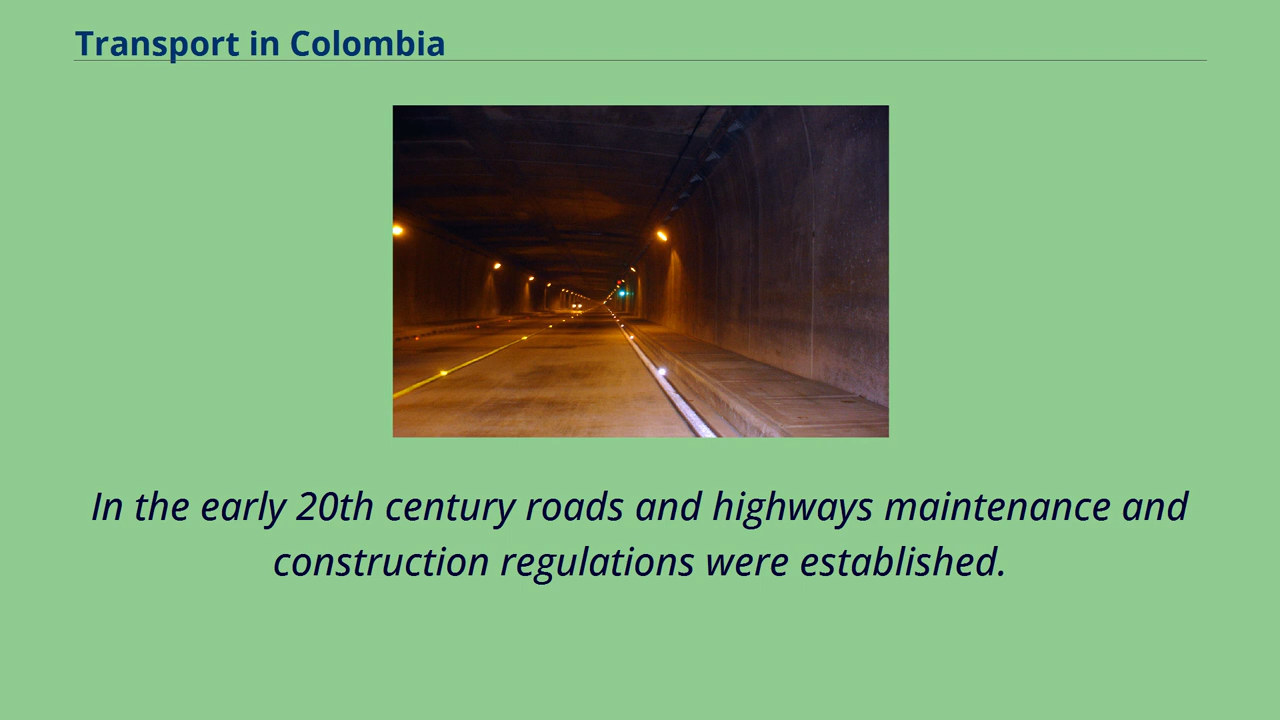 Transport in Colombia
In the early 20th century roads and highways maintenance and
construction regulations were established.